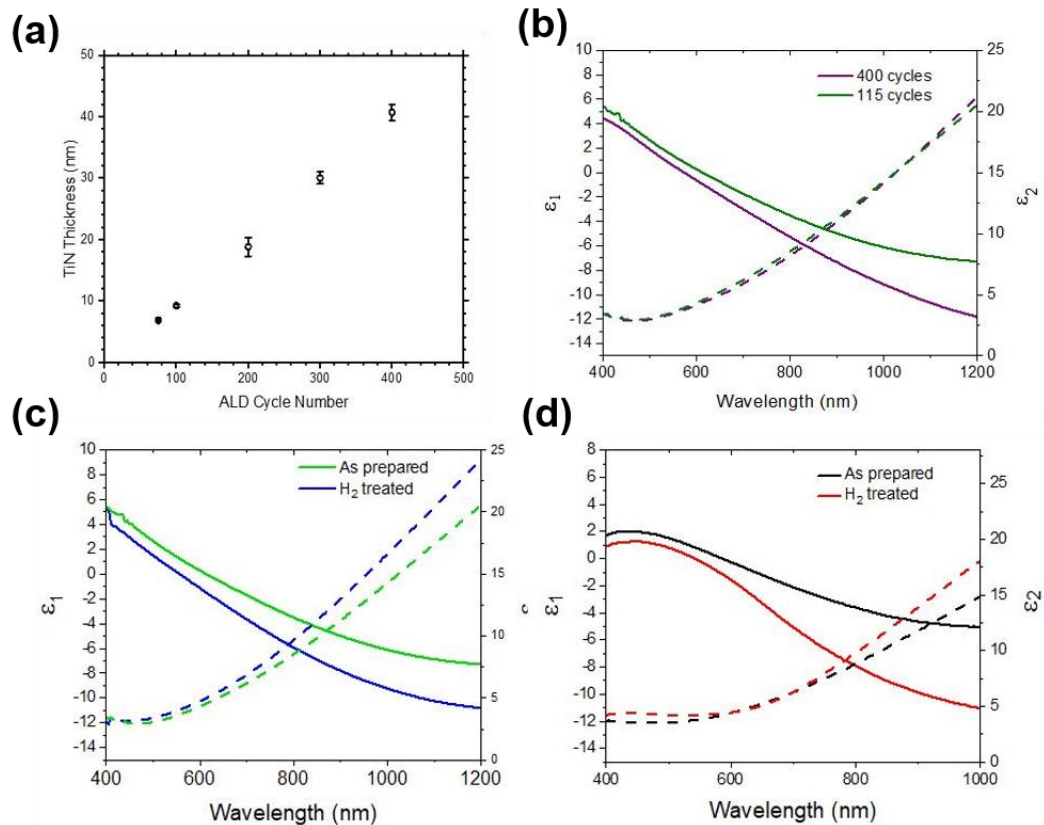 (a)
50
40
30
20
10
0
TiN Thickness (nm)
0 100 200 300 400 500
ALD Cycle Number
(b)
10
8
6
4
2
0
-2
-4
-6
-8
-10
-12
-14
ε1
400 cycles
115 cycles
25
20
15
10
5
0
ε2
400 600 800 1000 1200
Wavelength (nm)
(c)
10
8
6
4
2
0
-2
-4
-6
-8
-10
-12
-14
ε1
As prepared
H2 treated
25
20
15
10
5
0
400 600 800 1000 1200
Wavelength (nm)
(d)
8
6
4
2
0
-2
-4
-6
-8
-10
-12
-14
ε1
As prepared
H2 treated
25
20
15
10
5
0
ε2
400 600 800 1000
Wavelength (nm)